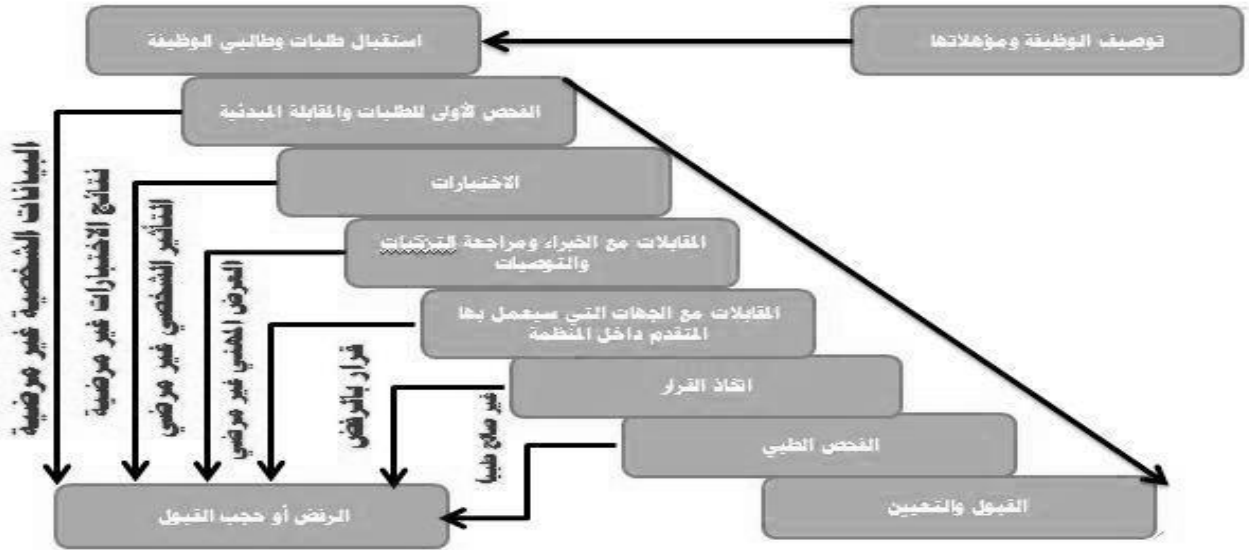 توصيف الوظيفة ومؤهلاتها
استقبال طلبات وطالبي الوظيفة
الفحص الأولى للطلبات والمقابلة المبدئية
الاختبارات
المقابلات مع الخبراء ومراجعة التزكيات
والتوصيات
المقابلات مع الجهات التي سيعمل بها
المتقدم داخل المنظمة
اتخاذ القرار
الفحص الطبي
القبول والتعيين
الرفض أو حجب القبول
البيانات الشخصية غير مرضية
نتائج الاختبارات غير مرضية
التأثير الشخصي غير مرضي
العرض المهني غير مرضي
قرار بالرفض
غير صالح طبيا